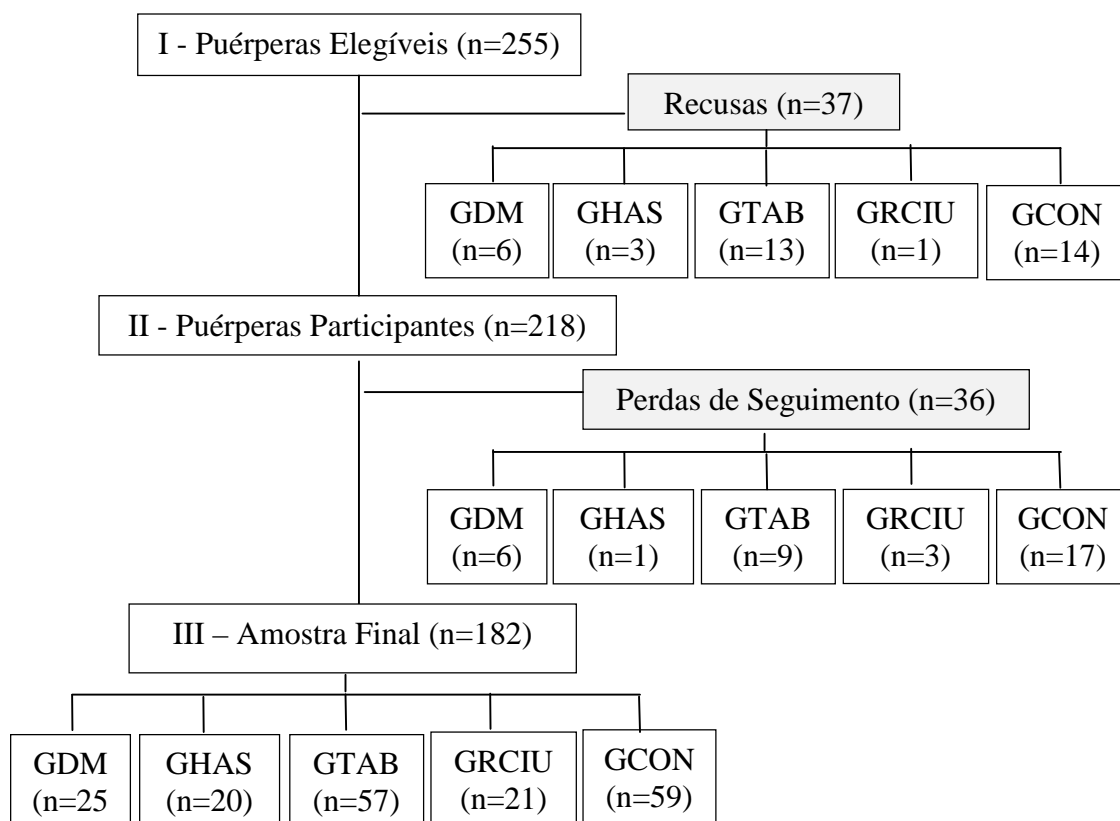 I - Puérperas Elegíveis (n=255)
Recusas (n=37)
GDM
(n=6)
GHAS
(n=3)
GTAB
(n=13)
GRCIU
(n=1)
GCON
(n=14)
II - Puérperas Participantes (n=218)
Perdas de Seguimento (n=36)
GDM
(n=6)
GHAS
(n=1)
GTAB
(n=9)
GRCIU
(n=3)
GCON
(n=17)
III – Amostra Final (n=182)
GDM
(n=25
GHAS
(n=20)
GTAB
(n=57)
GRCIU
(n=21)
GCON
(n=59)